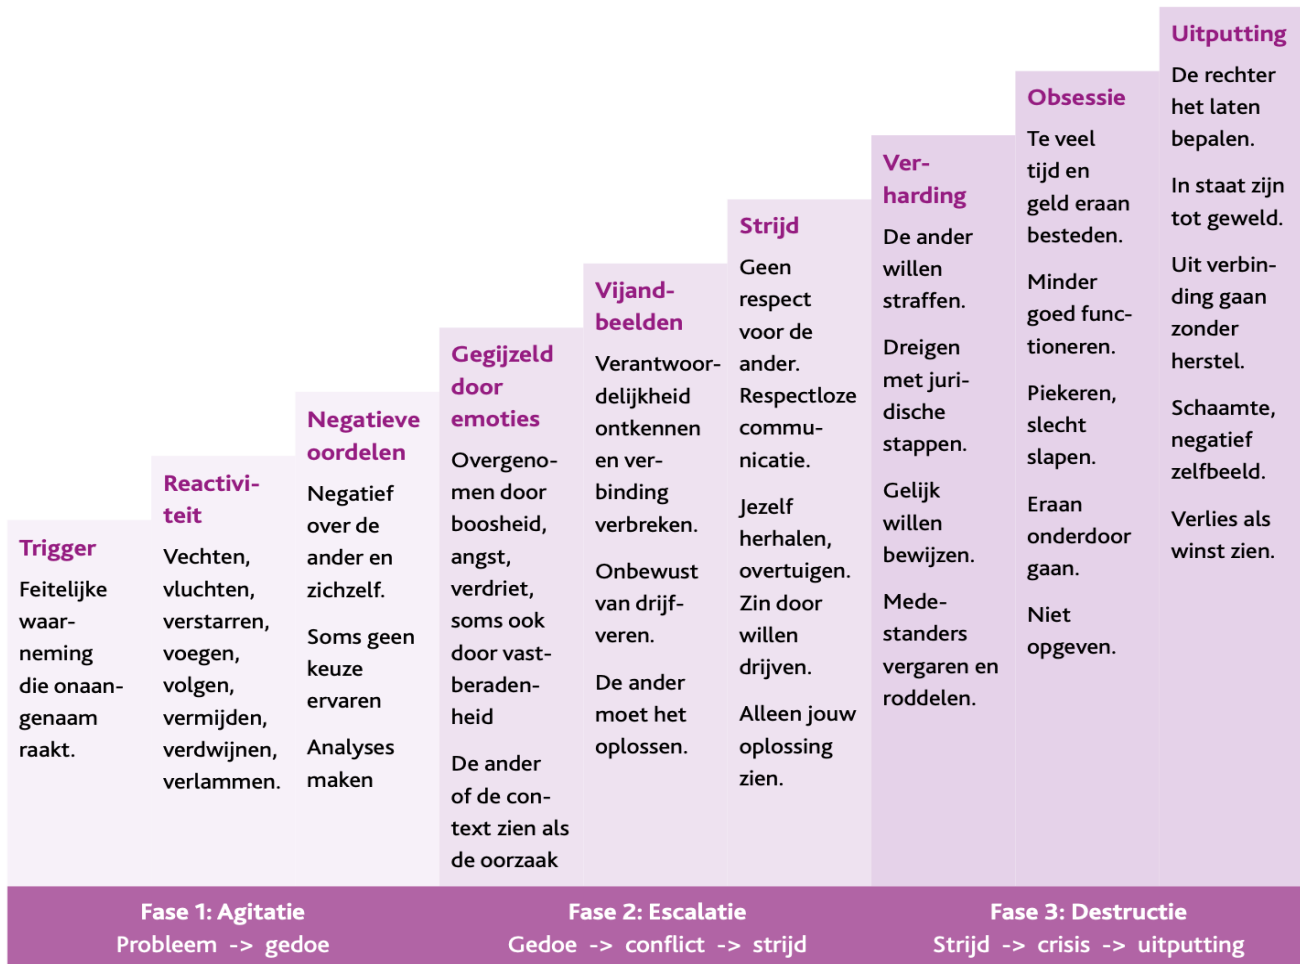 Trigger
Feitelijke
waar-
neming
die onaan-
genaam
raakt.
Reactivi-
teit
Vechten,
vluchten,
verstarren,
voegen,
volgen,
vermijden,
verdwijnen,
verlammen.
Negatieve
oordelen
Negatief
over de
ander en
zichzelf.
Soms geen
keuze
ervaren
Analyses
maken
Gegijzeld
door
emoties
Overgeno-
men door
boosheid,
angst,
verdriet,
soms ook
door vast-
beraden-
heid
De ander
of de con-
text zien als
de oorzaak
Vijand-
beelden
Verantwoor-
delijkheid
ontkennen
en ver-
binding
verbreken.
Onbewust
van drijf-
veren.
De ander
moet het
oplossen.
Strijd
Geen
respect
voor de
ander.
Respectloze
commu-
nicatie.
Jezelf
herhalen,
overtuigen.
Zin door
willen
drijven.
Alleen jouw
oplossing
zien.
Ver-
harding
De ander
willen
straffen.
Dreigen
met juri-
dische
stappen.
Gelijk
willen
bewijzen.
Mede-
standers
vergaren en
roddelen.
Obsessie
Te veel
tijd en
geld eraan
besteden.
Minder
goed func-
tioneren.
Piekeren,
slecht
slapen.
Eraan
onderdoor
gaan.
Niet
opgeven.
Uitputting
De rechter
het laten
bepalen.
In staat zijn
tot geweld.
Uit verbin-
ding gaan
zonder
herstel.
Schaamte,
negatief
zelfbeeld.
Verlies als
winst zien.
Fase 1: Agitatie
Probleem -> gedoe
Fase 2: Escalatie
Gedoe -> conflict -> strijd
Fase 3: Destructie
Strijd -> crisis -> uitputting